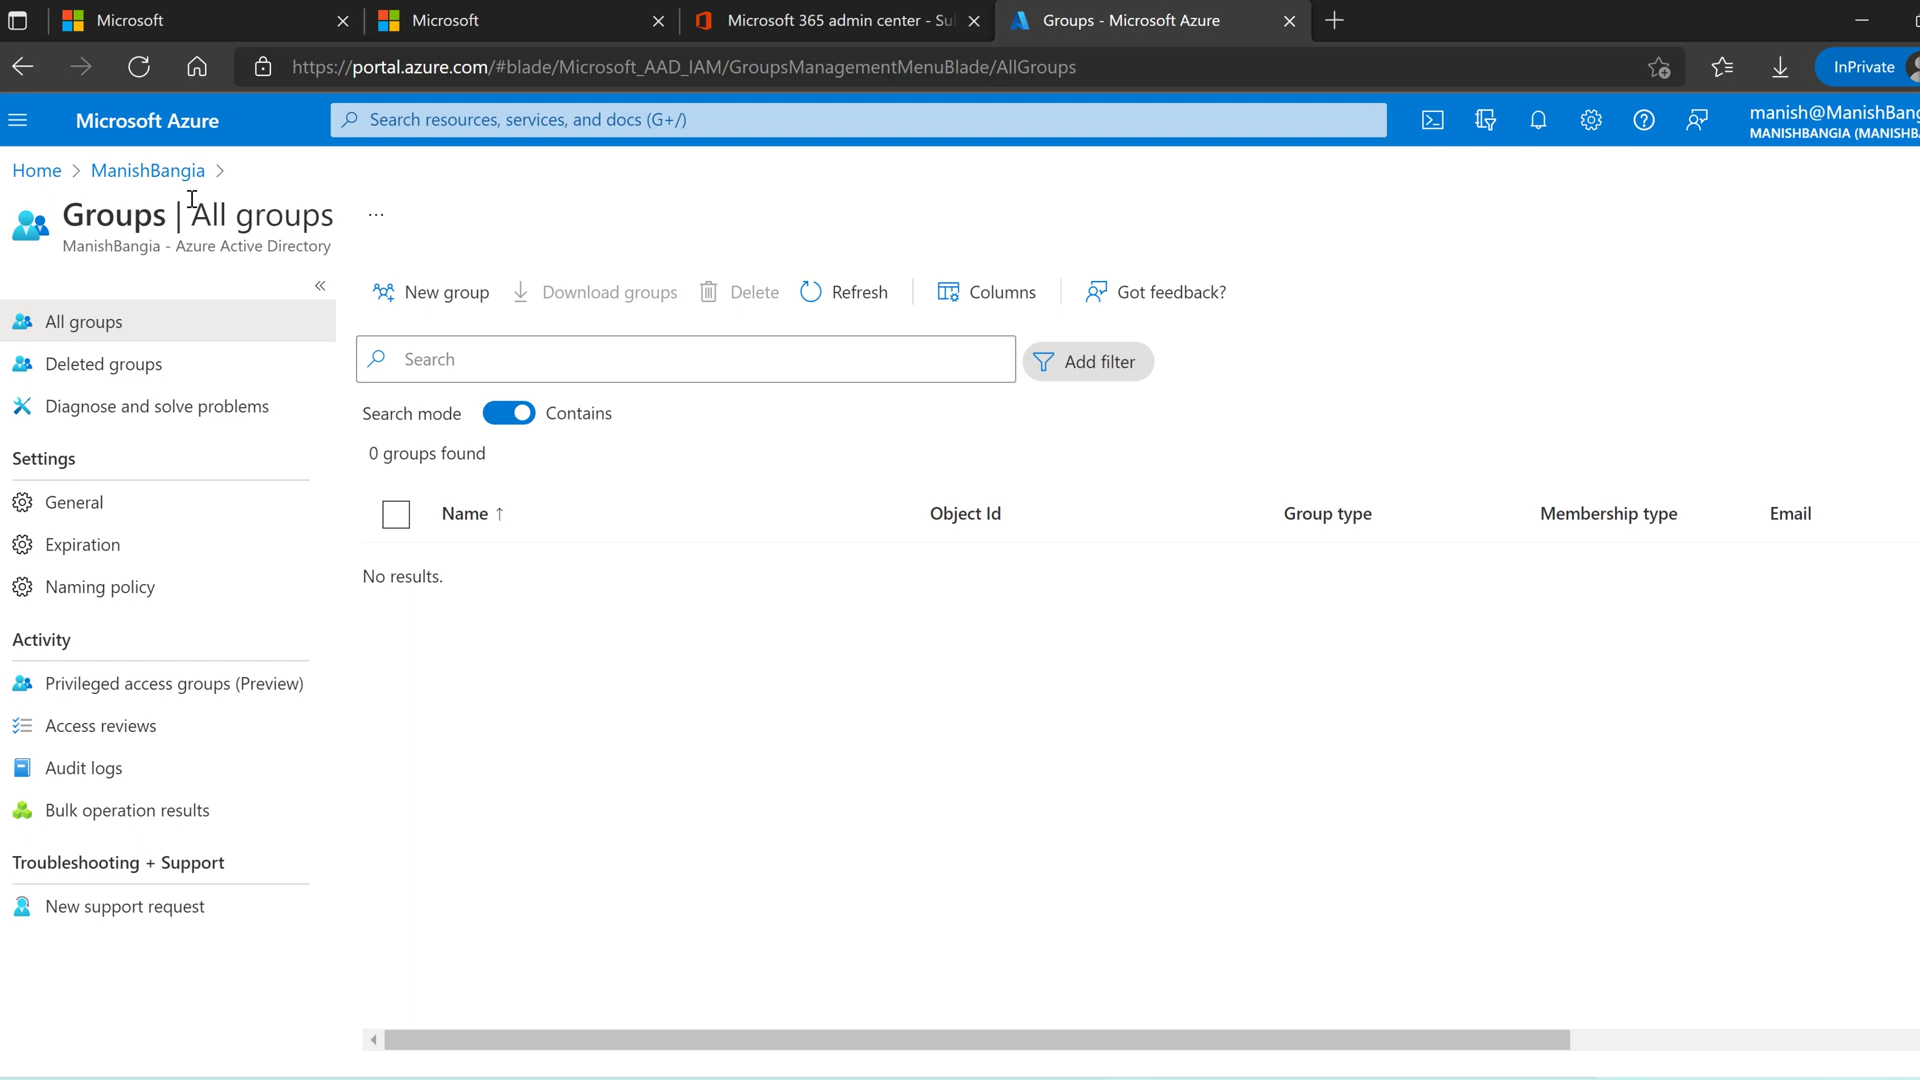 Microsoft
Microsoft
Microsoft 365 admin center - Su
Groups - Microsoft Azure
https://portal.azure.com/#blade/Microsoft_AAD_IAM/GroupsManagementMenuBlade/AllGroups
InPrivate
Microsoft Azure
Search resources, services, and docs (G+/)
manish@ManishBang
MANISHBANGIA (MANISHBA
Home > ManishBangia >
Groups | All groups
...
ManishBangia - Azure Active Directory
«
New group
Download groups
Delete
Refresh
Columns
Got feedback?
All groups
Deleted groups
Diagnose and solve problems
Settings
General
Expiration
Naming policy
Activity
Privileged access groups (Preview)
Access reviews
Audit logs
Bulk operation results
Troubleshooting + Support
New support request
Search
Add filter
Search mode
Contains
0 groups found
Name ↑
Object Id
Group type
Membership type
Email
No results.